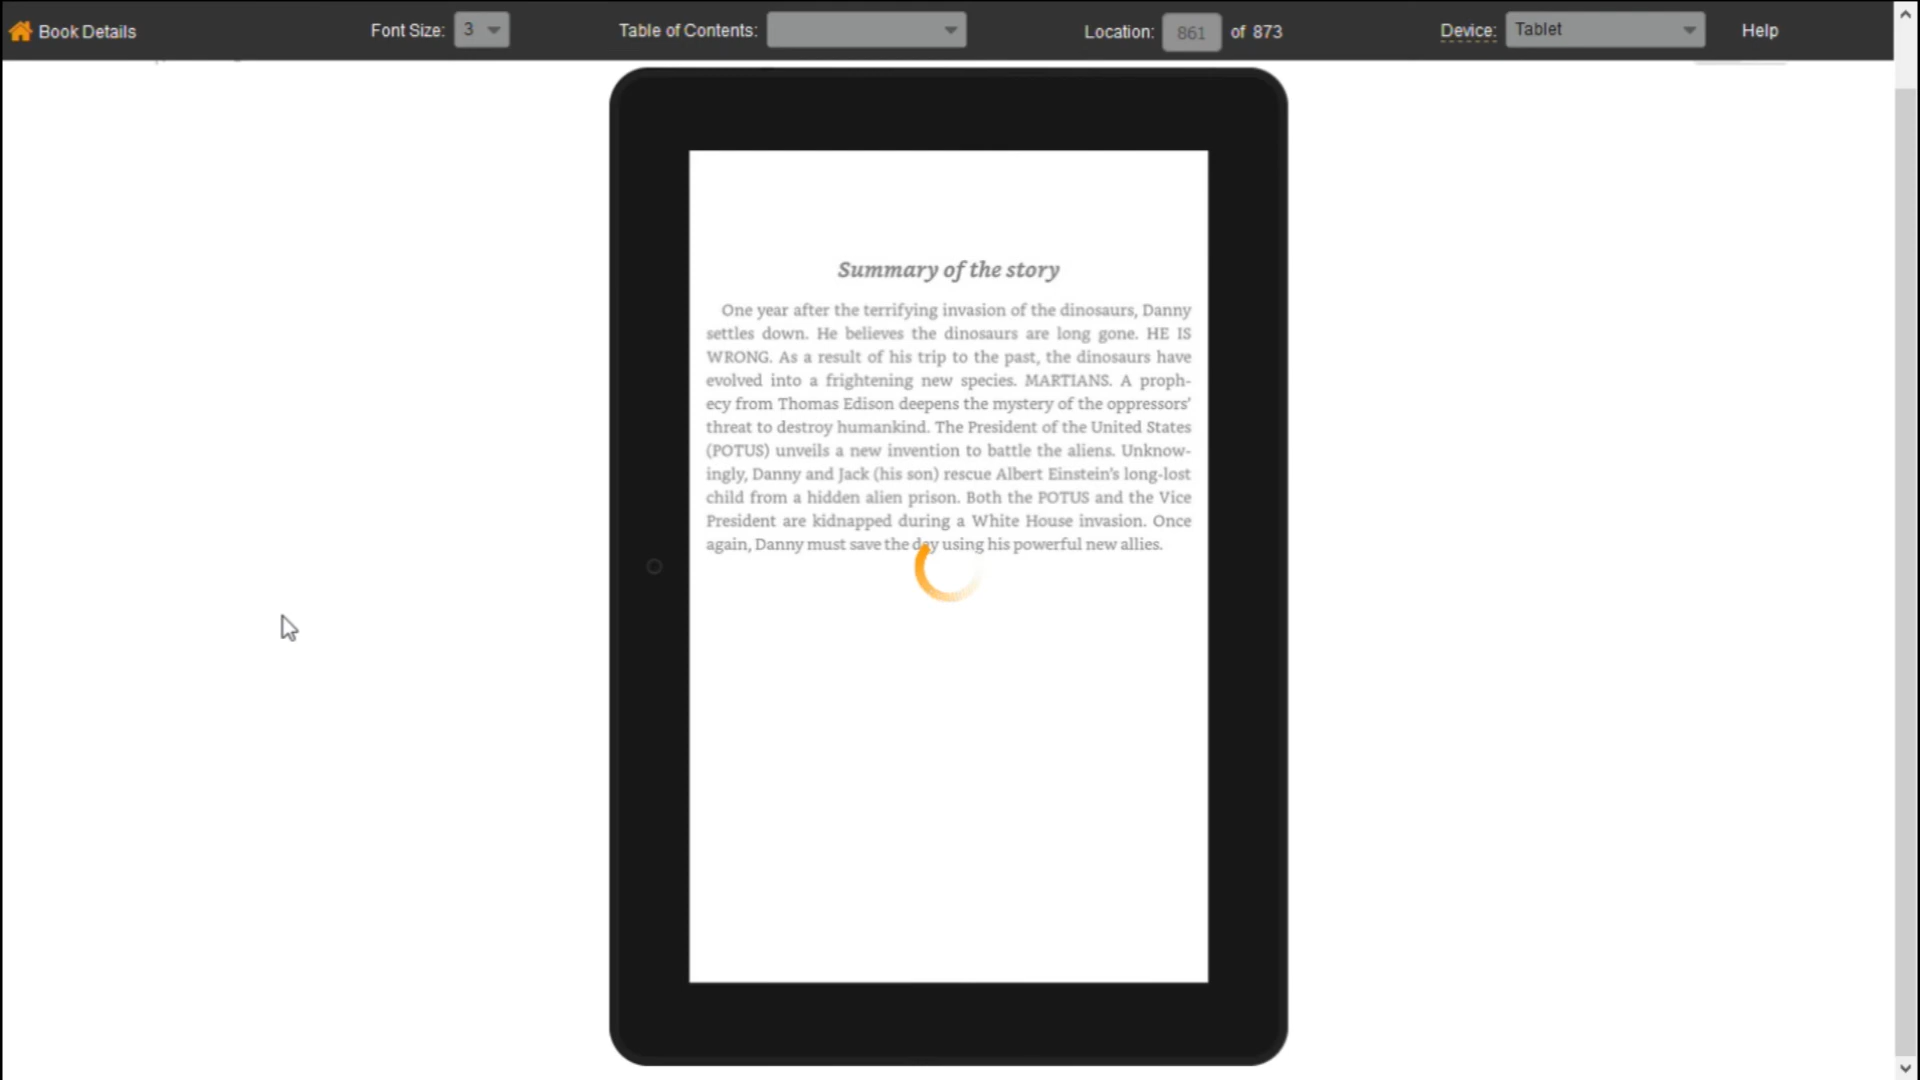 Book Details Font Size: 3 Table of Contents: Location: 861 of 873 Device: Tablet Help
Summary of the story
One year after the terrifying invasion of the dinosaurs, Danny
settles down. He believes the dinosaurs are long gone. HE IS
WRONG. As a result of his trip to the past, the dinosaurs have
evolved into a frightening new species. MARTIANS. A proph-
ecy from Thomas Edison deepens the mystery of the oppressors'
threat to destroy humankind. The President of the United States
(POTUS) unveils a new invention to battle the aliens. Unknow-
ingly, Danny and Jack (his son) rescue Albert Einstein's long-lost
child from a hidden alien prison. Both the POTUS and the Vice
President are kidnapped during a White House invasion. Once
again, Danny must save the day using his powerful new allies.